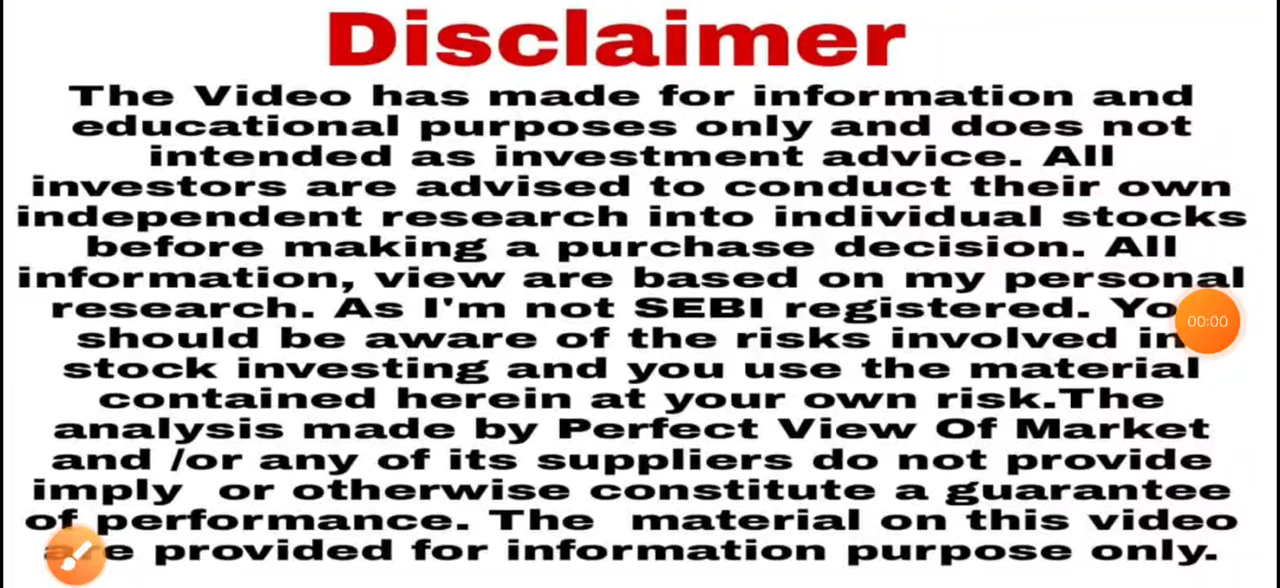 Disclaimer
The Video has made for information and
educational purposes only and does not
intended as investment advice. All
investors are advised to conduct their own
independent research into individual stocks
before making a purchase decision. All
information, view are based on my personal
research. As I'm not SEBI registered. Yo
00:00
should be aware of the risks involved in
stock investing and you use the material
contained herein at your own risk.The
analysis made by Perfect View Of Market
and /or any of its suppliers do not provide
imply or otherwise constitute a guarantee
of performance. The material on this video
are provided for information purpose only.